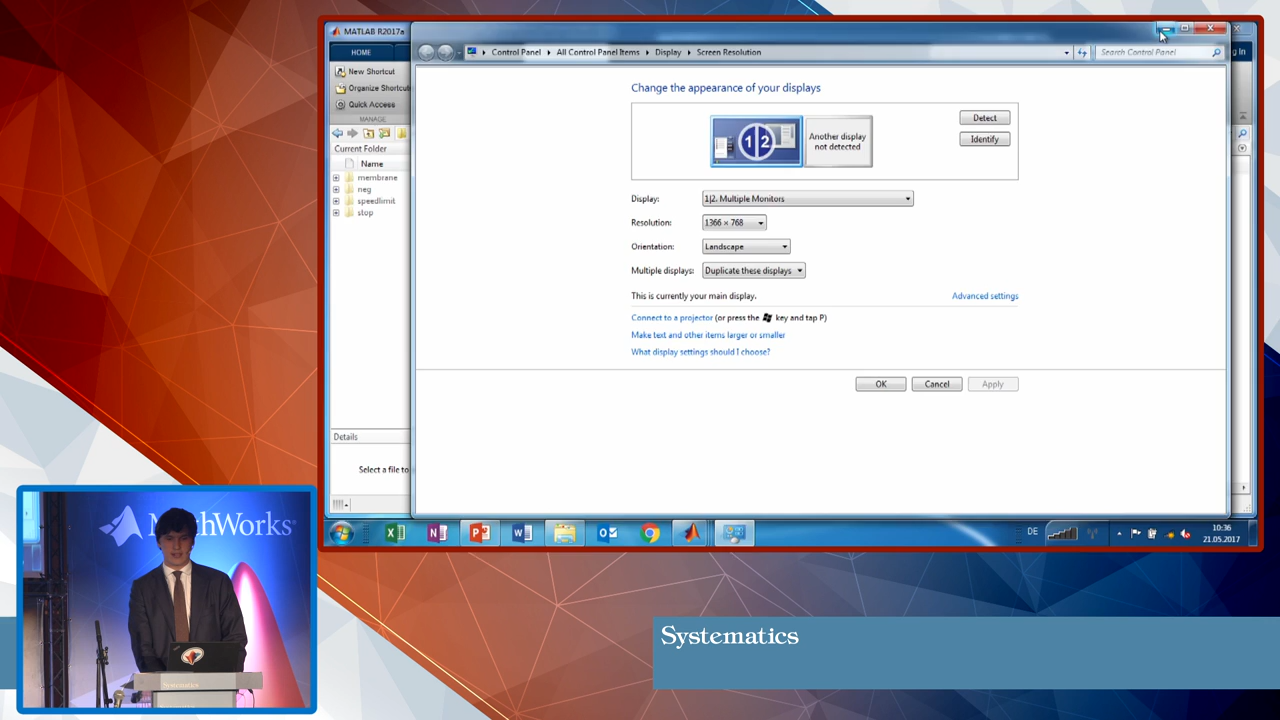 MATLAB R2017a
HOME
New Shortcut
Organize Shortcuts
Quick Access
MANAGE
Current Folder
Name
membrane
neg
speedlimit
stop
Details
Select a file to
Control Panel
All Control Panel Items
Display
Screen Resolution
Search Control Panel
g In
Change the appearance of your displays
1|2
Another display
not detected
Detect
Identify
Display:
1|2. Multiple Monitors
Resolution:
1366 × 768
Orientation:
Landscape
Multiple displays:
Duplicate these displays
This is currently your main display.
Advanced settings
Connect to a projector (or press the key and tap P)
Make text and other items larger or smaller
What display settings should I choose?
OK
Cancel
Apply
DE
10:36
21.05.2017
MathWorks®
Systematics
Systematics